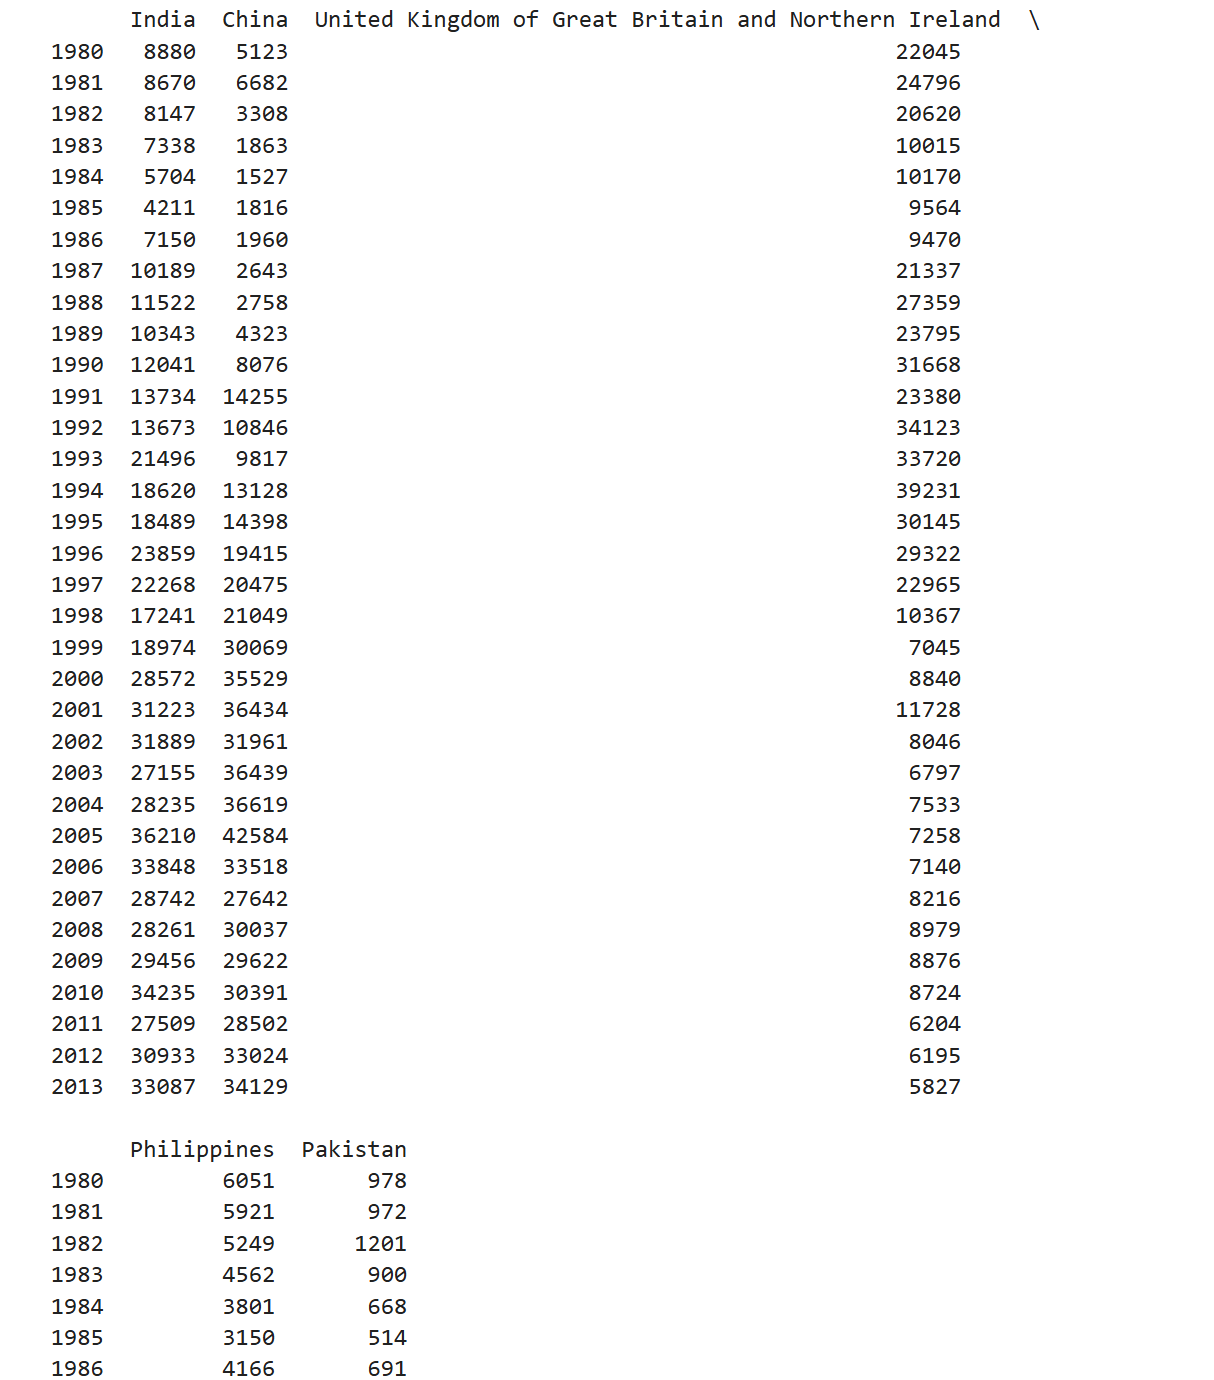 India China United Kingdom of Great Britain and Northern Ireland \
1980 8880 5123 22045
1981 8670 6682 24796
1982 8147 3308 20620
1983 7338 1863 10015
1984 5704 1527 10170
1985 4211 1816 9564
1986 7150 1960 9470
1987 10189 2643 21337
1988 11522 2758 27359
1989 10343 4323 23795
1990 12041 8076 31668
1991 13734 14255 23380
1992 13673 10846 34123
1993 21496 9817 33720
1994 18620 13128 39231
1995 18489 14398 30145
1996 23859 19415 29322
1997 22268 20475 22965
1998 17241 21049 10367
1999 18974 30069 7045
2000 28572 35529 8840
2001 31223 36434 11728
2002 31889 31961 8046
2003 27155 36439 6797
2004 28235 36619 7533
2005 36210 42584 7258
2006 33848 33518 7140
2007 28742 27642 8216
2008 28261 30037 8979
2009 29456 29622 8876
2010 34235 30391 8724
2011 27509 28502 6204
2012 30933 33024 6195
2013 33087 34129 5827
Philippines Pakistan
1980 6051 978
1981 5921 972
1982 5249 1201
1983 4562 900
1984 3801 668
1985 3150 514
1986 4166 691